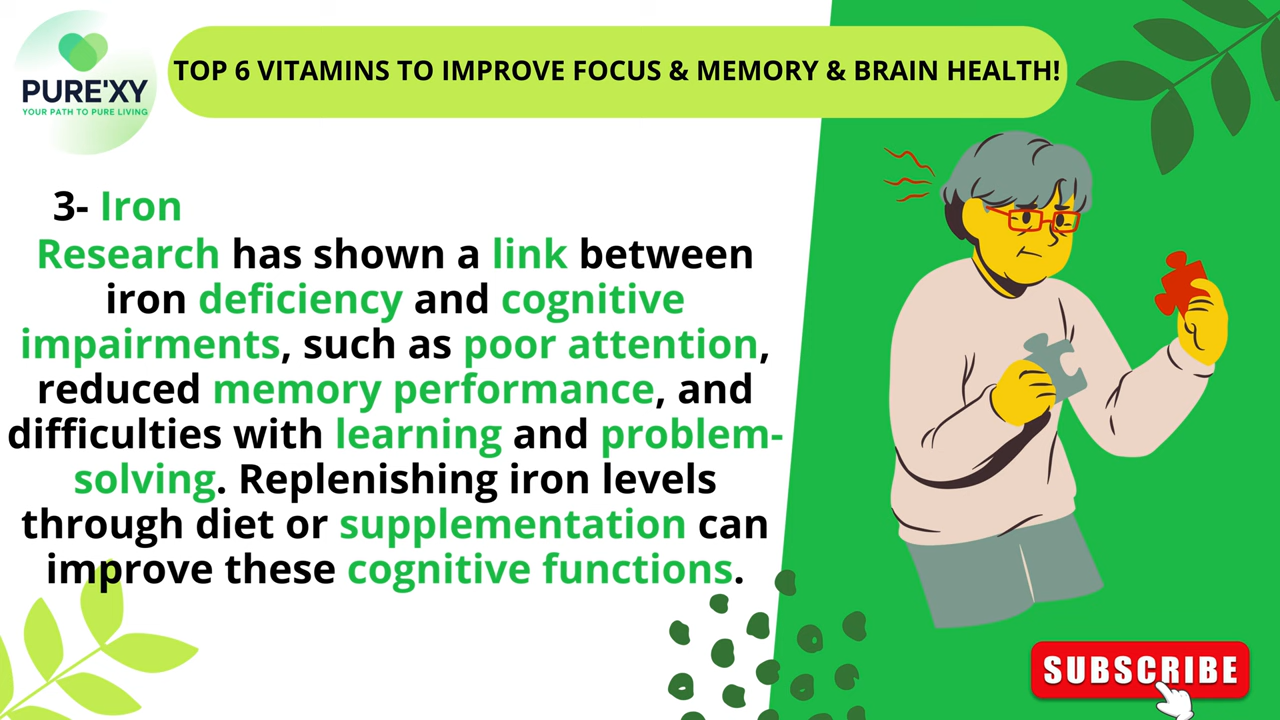 PURE'XY
YOUR PATH TO PURE LIVING
TOP 6 VITAMINS TO IMPROVE FOCUS & MEMORY & BRAIN HEALTH!
3- Iron
Research has shown a link between
iron deficiency and cognitive
impairments, such as poor attention,
reduced memory performance, and
difficulties with learning and problem-
solving. Replenishing iron levels
through diet or supplementation can
improve these cognitive functions.
SUBSCRIBE